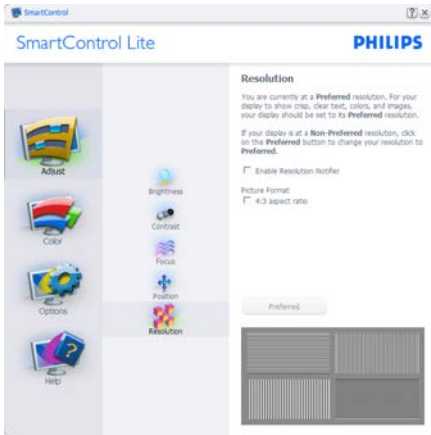 SmartControl
SmartControl Lite
PHILIPS
Adjust
Color
Options
Help
Brightness
Contrast
Focus
Position
Resolution
Resolution
You are currently at a Preferred resolution. For your
display to show crisp, clear text, colors, and images,
your display should be set to its Preferred resolution.
If your display is at a Non-Preferred resolution, click
on the Preferred button to change your resolution to
Preferred.
Enable Resolution Notifier
Picture Format
4:3 aspect ratio
Preferred